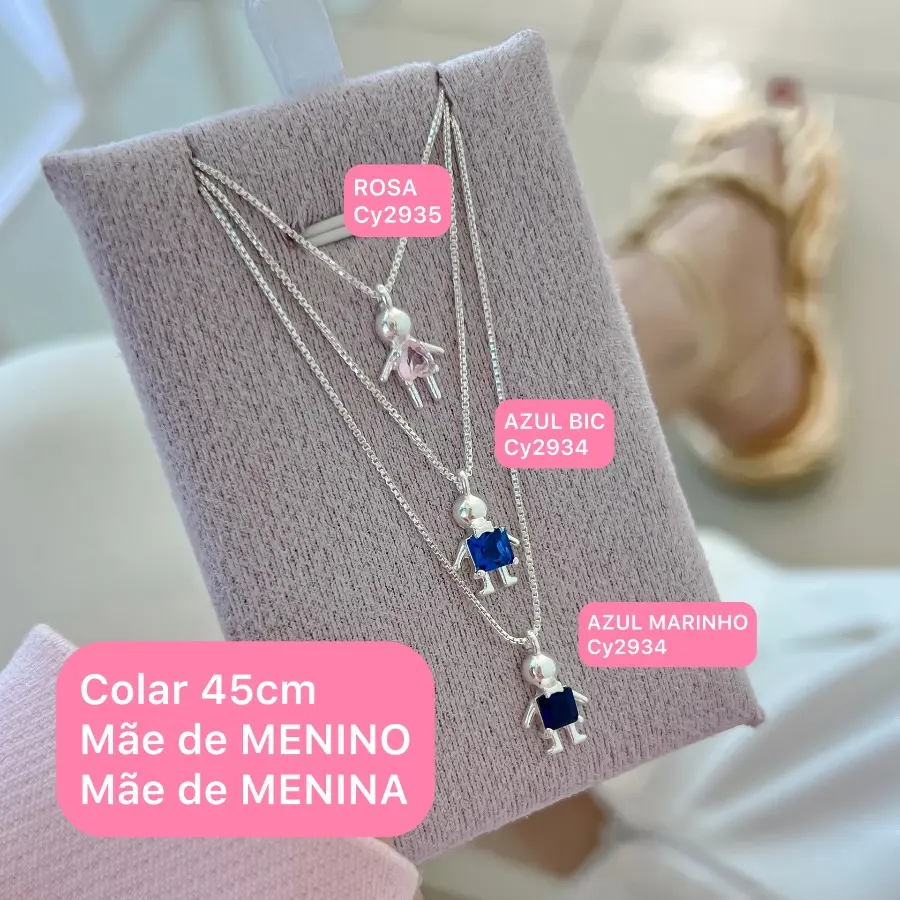 ROSA
Cy2935
AZUL BIC
Cy2934
AZUL MARINHO
Cy2934
Colar 45cm
Mãe de MENINO
Mãe de MENINA